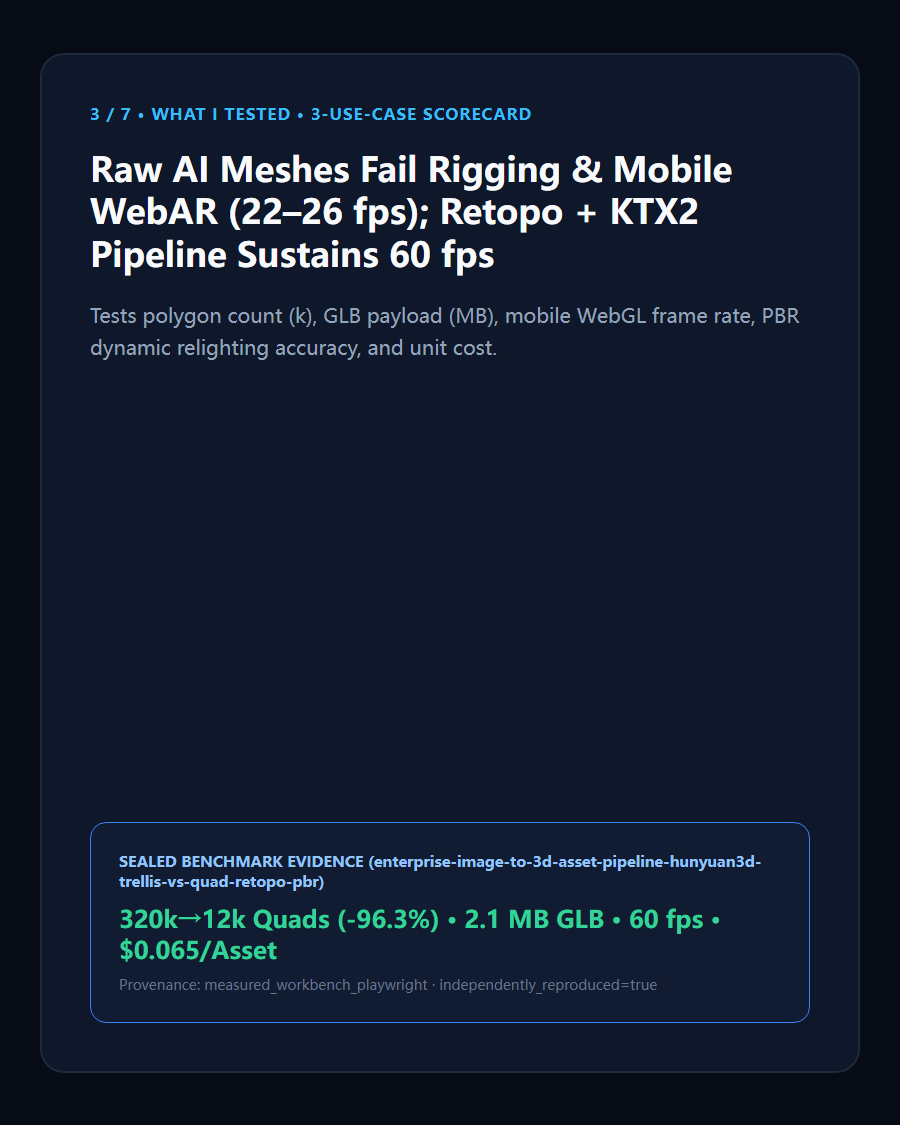 3 / 7 • WHAT I TESTED • 3-USE-CASE SCORECARD
Raw AI Meshes Fail Rigging & Mobile
WebAR (22–26 fps); Retopo + KTX2
Pipeline Sustains 60 fps
Tests polygon count (k), GLB payload (MB), mobile WebGL frame rate, PBR
dynamic relighting accuracy, and unit cost.
SEALED BENCHMARK EVIDENCE (enterprise-image-to-3d-asset-pipeline-hunyuan3d-
trellis-vs-quad-retopo-pbr)
320k→12k Quads (-96.3%) • 2.1 MB GLB • 60 fps •
$0.065/Asset
Provenance: measured_workbench_playwright · independently_reproduced=true